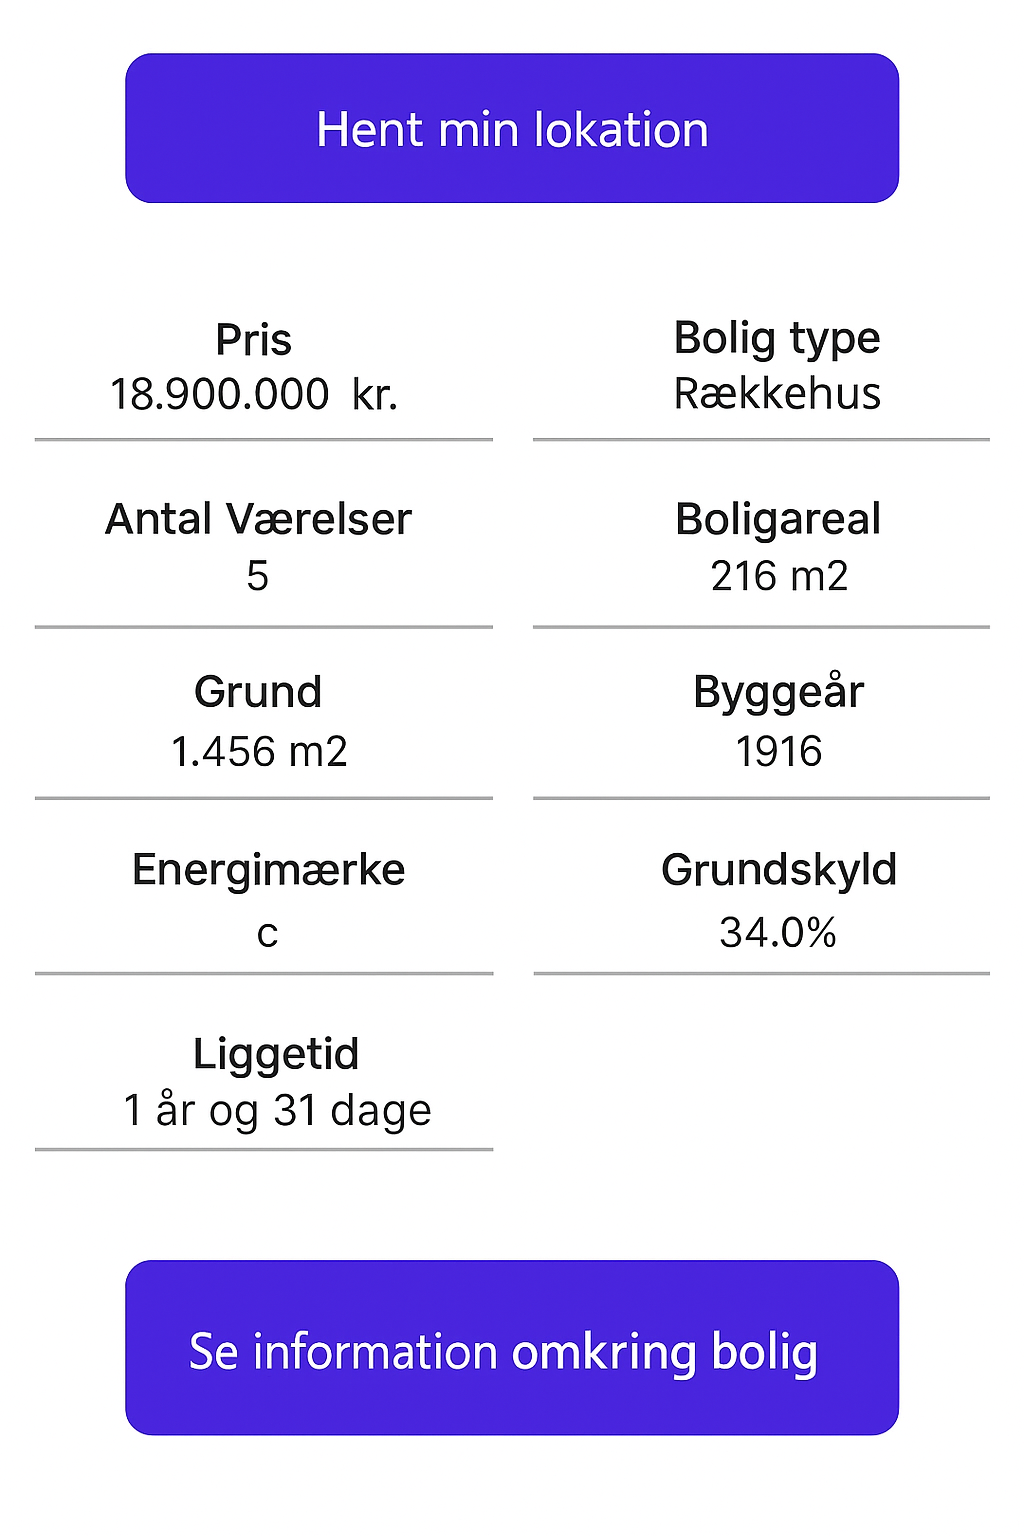 Hent min lokation
Pris
18.900.000 kr.
Bolig type
Rækkehus
Antal Værelser
5
Boligareal
216 m2
Grund
1.456 m2
Byggeår
1916
Energimærke
c
Grundskyld
34.0%
Liggetid
1 år og 31 dage
Se information omkring bolig